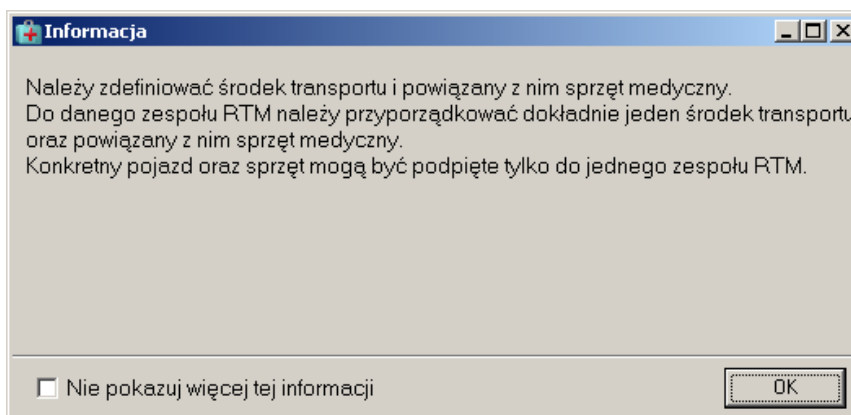 Informacja
Należy zdefiniować środek transportu i powiązany z nim sprzęt medyczny.
Do danego zespołu RTM należy przyporządkować dokładnie jeden środek transportu
oraz powiązany z nim sprzęt medyczny.
Konkretny pojazd oraz sprzęt mogą być podpięte tylko do jednego zespołu RTM.
Nie pokazuj więcej tej informacji
OK